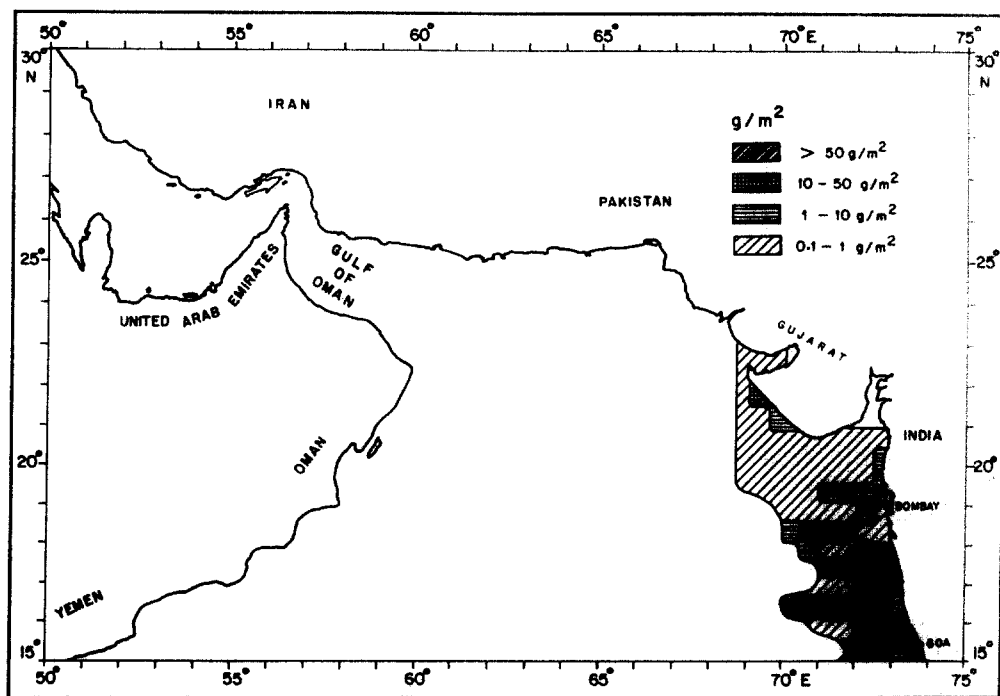 50° 55° 60° 65° 70°E 75°
30° 30°
N N
IRAN
g/m²
> 50 g/m²
10 – 50 g/m²
1 – 10 g/m²
0.1 – 1 g/m²
PAKISTAN
25° 25°
GULF
OF
OMAN
UNITED ARAB EMIRATES
GUJARAT
INDIA
OMAN
20° 20°
BOMBAY
YEMEN
GOA
15° 15°
50° 55° 60° 65° 70°E 75°